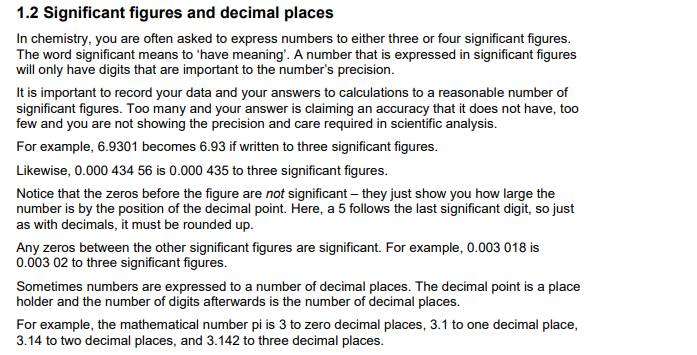 1.2 Significant figures and decimal places
In chemistry, you are often asked to express numbers to either three or four significant figures.
The word significant means to ‘have meaning’. A number that is expressed in significant figures
will only have digits that are important to the number’s precision.
It is important to record your data and your answers to calculations to a reasonable number of
significant figures. Too many and your answer is claiming an accuracy that it does not have, too
few and you are not showing the precision and care required in scientific analysis.
For example, 6.9301 becomes 6.93 if written to three significant figures.
Likewise, 0.000 434 56 is 0.000 435 to three significant figures.
Notice that the zeros before the figure are not significant – they just show you how large the
number is by the position of the decimal point. Here, a 5 follows the last significant digit, so just
as with decimals, it must be rounded up.
Any zeros between the other significant figures are significant. For example, 0.003 018 is
0.003 02 to three significant figures.
Sometimes numbers are expressed to a number of decimal places. The decimal point is a place
holder and the number of digits afterwards is the number of decimal places.
For example, the mathematical number pi is 3 to zero decimal places, 3.1 to one decimal place,
3.14 to two decimal places, and 3.142 to three decimal places.